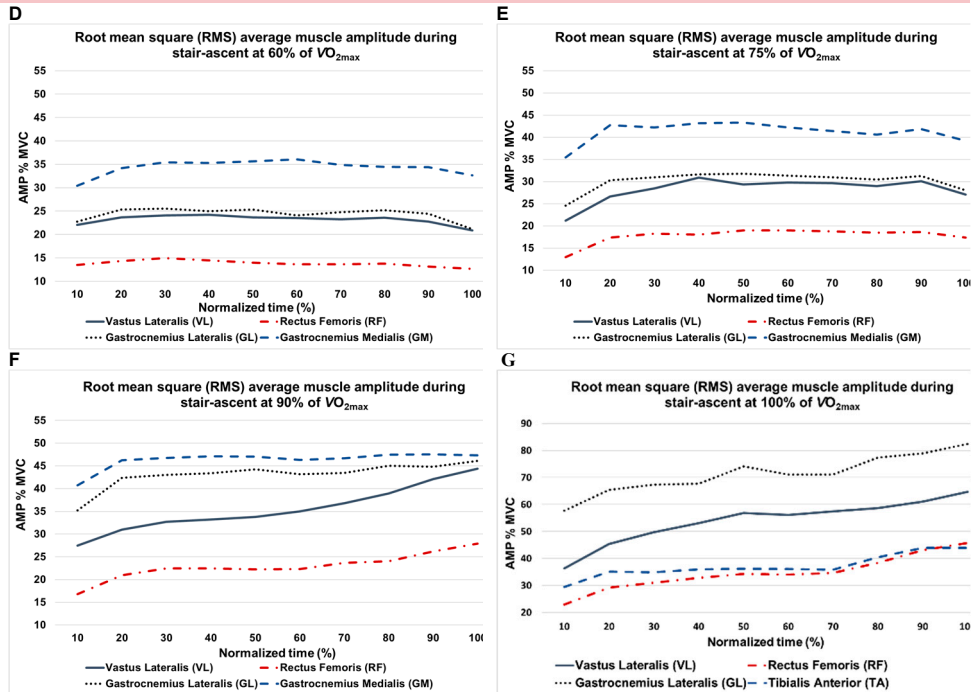 D
Root mean square (RMS) average muscle amplitude during
stair-ascent at 60% of VO2max
AMP % MVC
55
50
45
40
35
30
25
20
15
10
10 20 30 40 50 60 70 80 90 100
Normalized time (%)
Vastus Lateralis (VL) Rectus Femoris (RF)
Gastrocnemius Lateralis (GL) Gastrocnemius Medialis (GM)
E
Root mean square (RMS) average muscle amplitude during
stair-ascent at 75% of VO2max
AMP % MVC
55
50
45
40
35
30
25
20
15
10
10 20 30 40 50 60 70 80 90 100
Normalized time (%)
Vastus Lateralis (VL) Rectus Femoris (RF)
Gastrocnemius Lateralis (GL) Gastrocnemius Medialis (GM)
F
Root mean square (RMS) average muscle amplitude during
stair-ascent at 90% of VO2max
AMP % MVC
55
50
45
40
35
30
25
20
15
10
10 20 30 40 50 60 70 80 90 100
Normalized time (%)
Vastus Lateralis (VL) Rectus Femoris (RF)
Gastrocnemius Lateralis (GL) Gastrocnemius Medialis (GM)
G
Root mean square (RMS) average muscle amplitude during
stair-ascent at 100% of VO2max
AMP % MVC
90
80
70
60
50
40
30
20
10 20 30 40 50 60 70 80 90 100
Normalized time (%)
Vastus Lateralis (VL) Rectus Femoris (RF)
Gastrocnemius Lateralis (GL) Tibialis Anterior (TA)